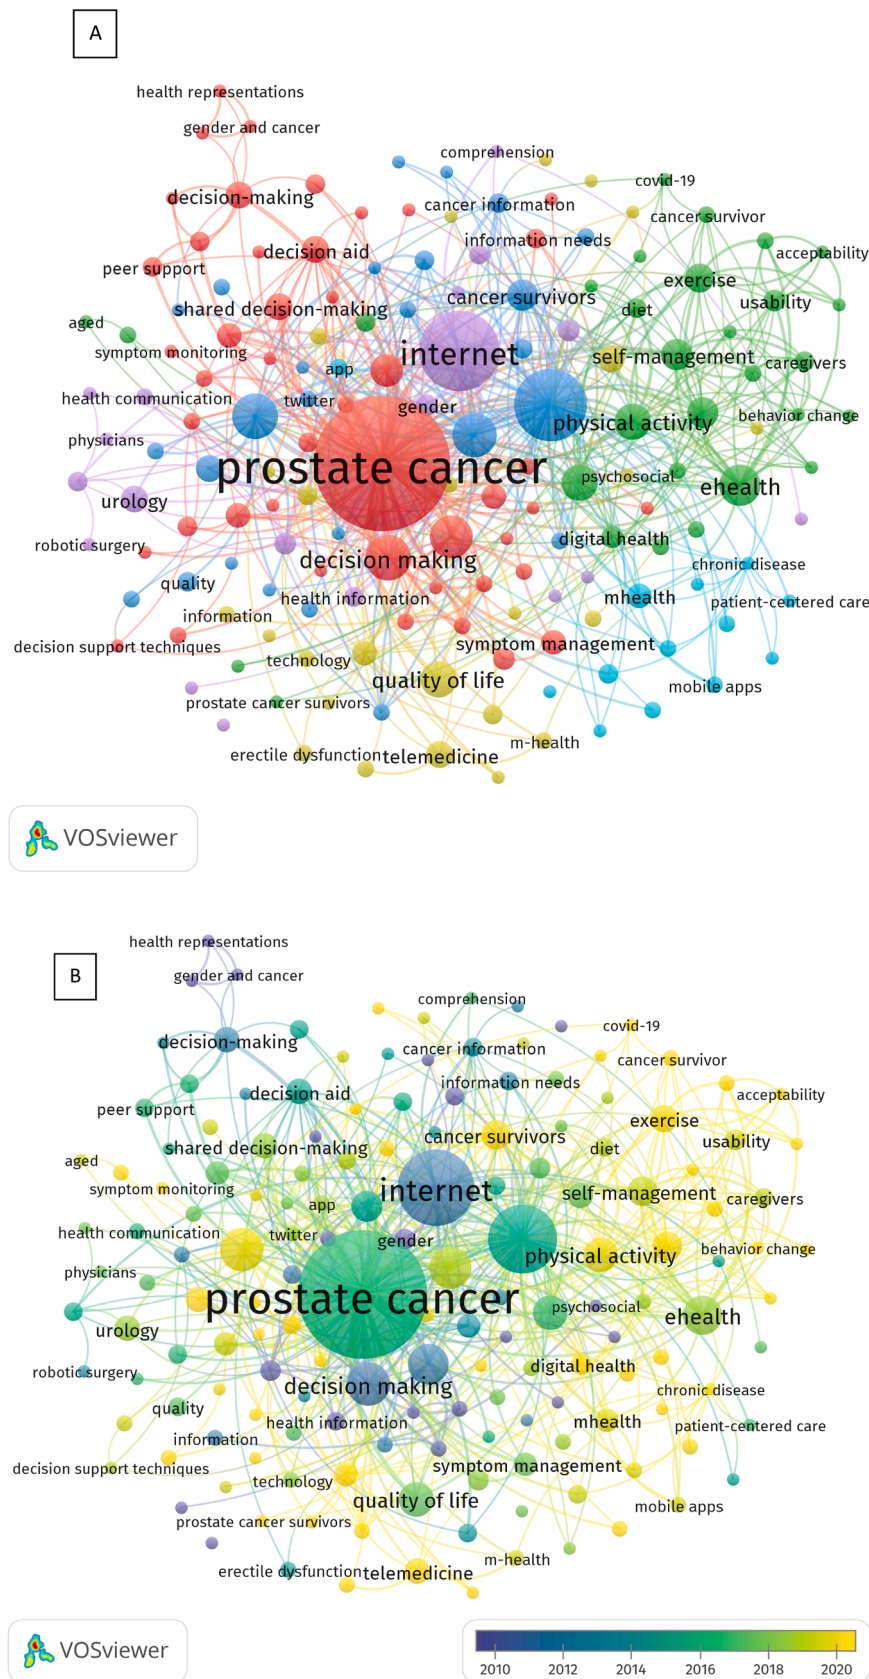 A
health representations
gender and cancer
comprehension
covid-19
decision-making
cancer information
cancer survivor
information needs
decision aid
acceptability
peer support
exercise
cancer survivors
usability
shared decision-making
diet
aged
internet
symptom monitoring
self-management
caregivers
app
health communication
twitter
gender
physical activity
behavior change
physicians
prostate cancer
psychosocial
ehealth
urology
robotic surgery
digital health
decision making
chronic disease
quality
health information
mhealth
patient-centered care
information
decision support techniques
symptom management
technology
quality of life
mobile apps
prostate cancer survivors
m-health
erectile dysfunction
telemedicine
VOSviewer
B
health representations
gender and cancer
comprehension
covid-19
decision-making
cancer information
cancer survivor
information needs
decision aid
acceptability
peer support
exercise
cancer survivors
usability
shared decision-making
diet
aged
symptom monitoring
internet
self-management
caregivers
app
health communication
twitter
gender
physical activity
behavior change
physicians
prostate cancer
psychosocial
ehealth
urology
robotic surgery
digital health
decision making
chronic disease
quality
health information
mhealth
patient-centered care
information
decision support techniques
symptom management
technology
quality of life
mobile apps
prostate cancer survivors
m-health
erectile dysfunction
telemedicine
VOSviewer
2010 2012 2014 2016 2018 2020